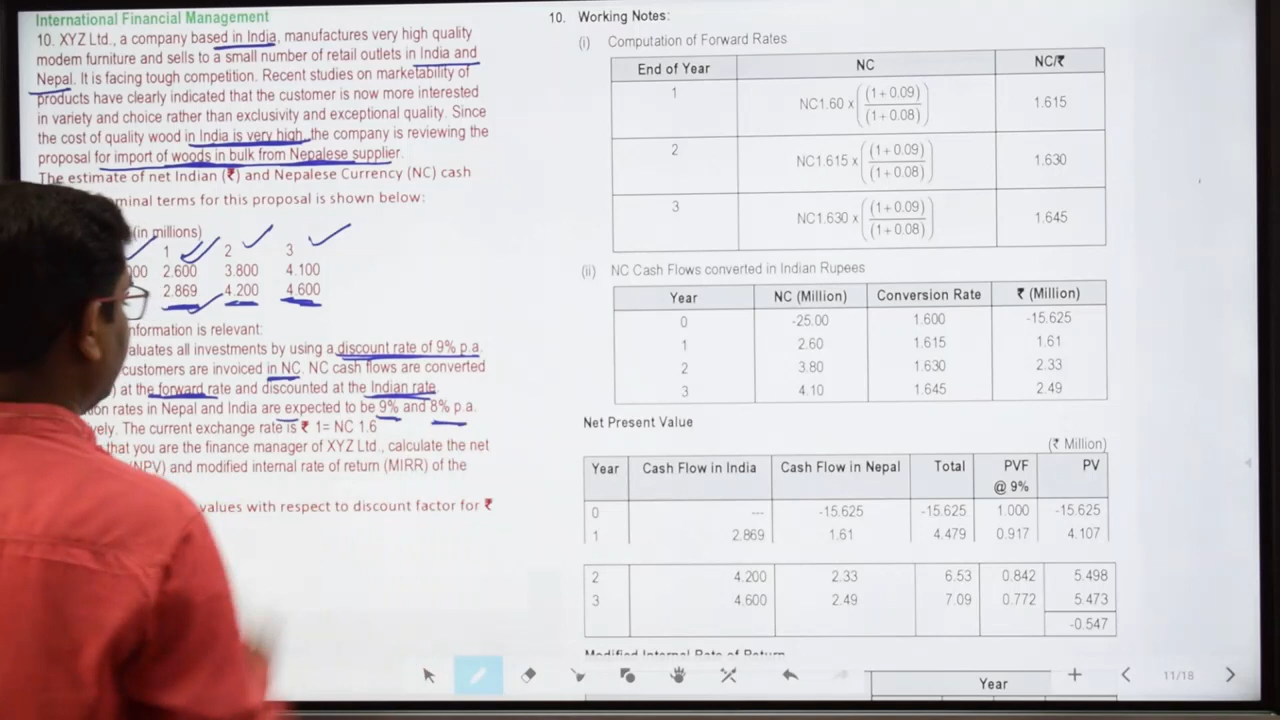 International Financial Management
10. XYZ Ltd., a company based in India, manufactures very high quality
modem furniture and sells to a small number of retail outlets in India and
Nepal. It is facing tough competition. Recent studies on marketability of
products have clearly indicated that the customer is now more interested
in variety and choice rather than exclusivity and exceptional quality. Since
the cost of quality wood in India is very high, the company is reviewing the
proposal for import of woods in bulk from Nepalese supplier.
The estimate of net Indian (₹) and Nepalese Currency (NC) cash
minal terms for this proposal is shown below:
(in millions)
1 2 3
000 2.600 3.800 4.100
2.869 4.200 4.600
nformation is relevant:
aluates all investments by using a discount rate of 9% p.a.
customers are invoiced in NC. NC cash flows are converted
) at the forward rate and discounted at the Indian rate.
ion rates in Nepal and India are expected to be 9% and 8% p.a.
vely. The current exchange rate is ₹ 1= NC 1.6
that you are the finance manager of XYZ Ltd., calculate the net
(NPV) and modified internal rate of return (MIRR) of the
values with respect to discount factor for ₹
10. Working Notes:
(i) Computation of Forward Rates
End of Year NC NC/₹
1 NC1.60 x ((1+0.09)/(1+0.08)) 1.615
2 NC1.615 x ((1+0.09)/(1+0.08)) 1.630
3 NC1.630 x ((1+0.09)/(1+0.08)) 1.645
(ii) NC Cash Flows converted in Indian Rupees
Year NC (Million) Conversion Rate ₹ (Million)
0 -25.00 1.600 -15.625
1 2.60 1.615 1.61
2 3.80 1.630 2.33
3 4.10 1.645 2.49
Net Present Value
(₹ Million)
Year Cash Flow in India Cash Flow in Nepal Total PVF @ 9% PV
0 --- -15.625 -15.625 1.000 -15.625
1 2.869 1.61 4.479 0.917 4.107
2 4.200 2.33 6.53 0.842 5.498
3 4.600 2.49 7.09 0.772 5.473
-0.547
Modified Internal Rate of Return
Year
11/18